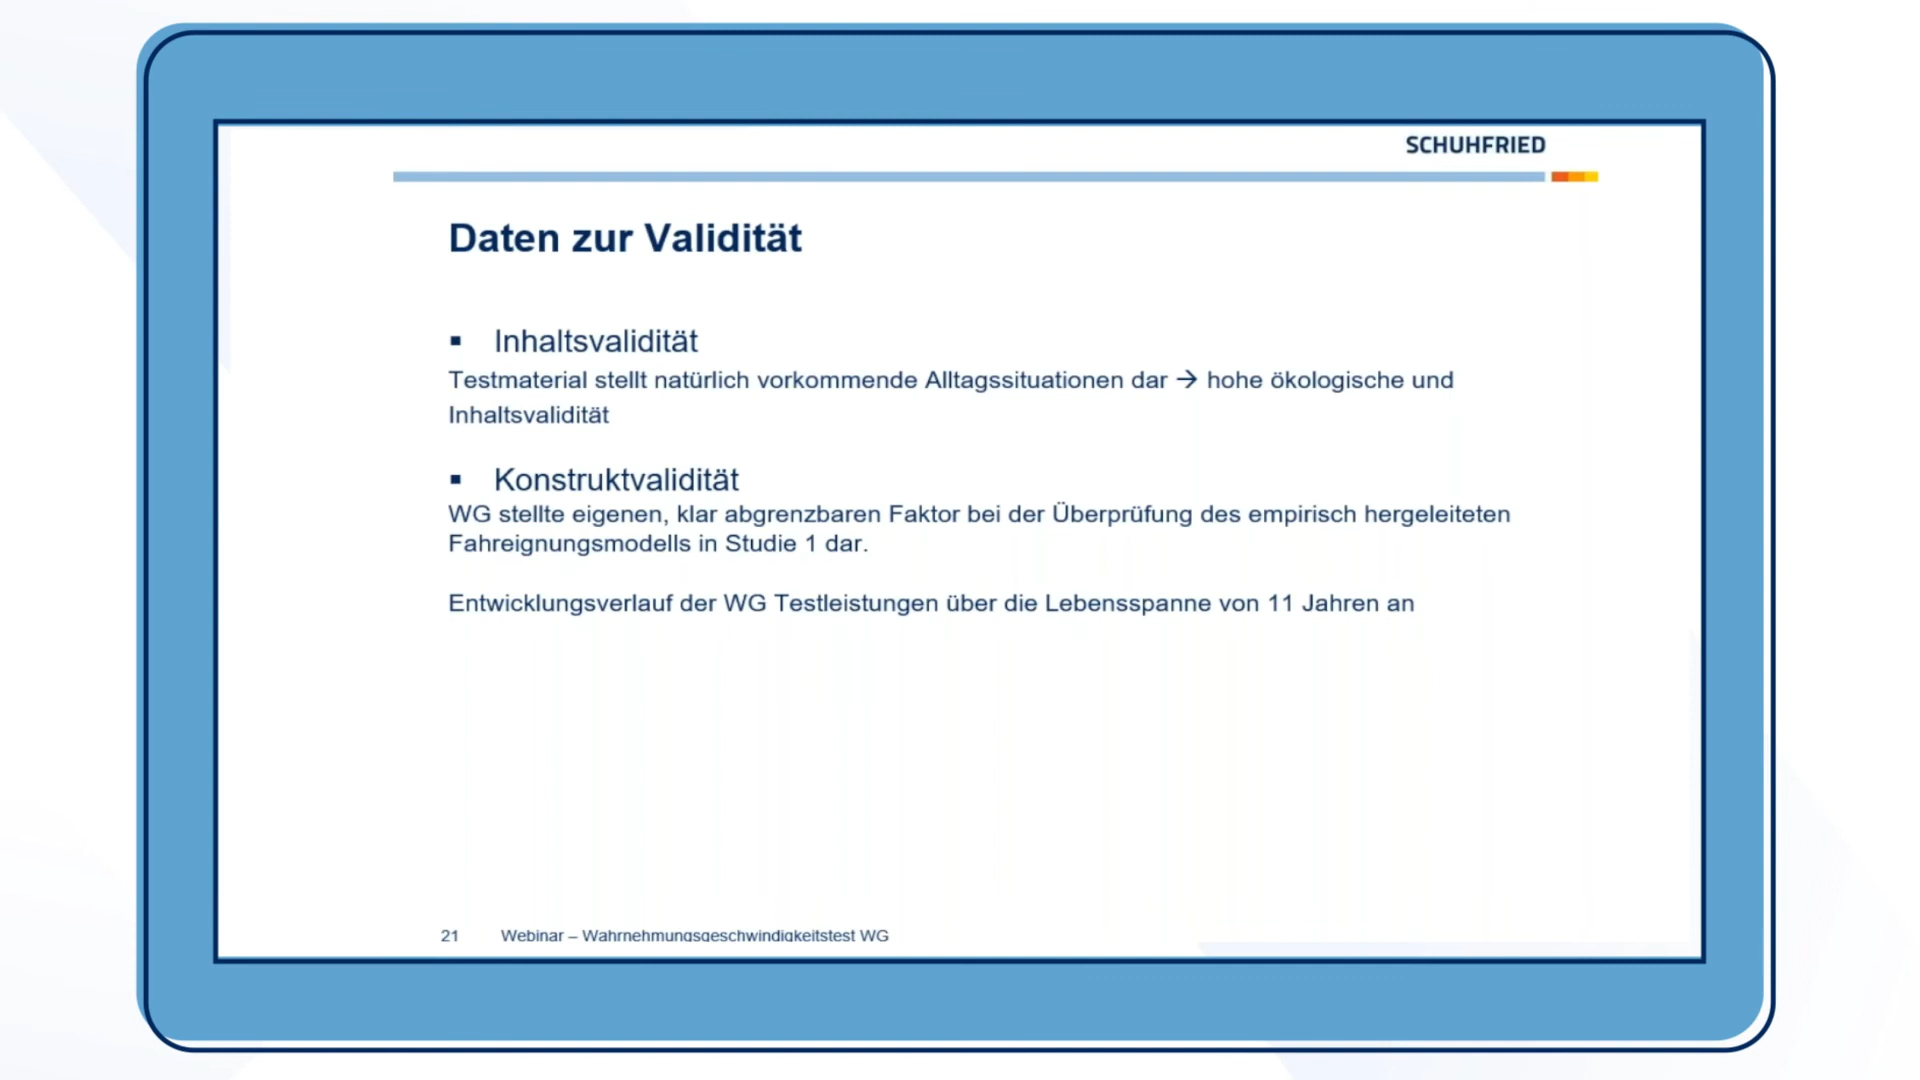 SCHUHFRIED
Daten zur Validität
▪ Inhaltsvalidität
Testmaterial stellt natürlich vorkommende Alltagssituationen dar → hohe ökologische und
Inhaltsvalidität
▪ Konstruktvalidität
WG stellte eigenen, klar abgrenzbaren Faktor bei der Überprüfung des empirisch hergeleiteten
Fahreignungsmodells in Studie 1 dar.
Entwicklungsverlauf der WG Testleistungen über die Lebensspanne von 11 Jahren an
21 Webinar – Wahrnehmungsgeschwindigkeitstest WG